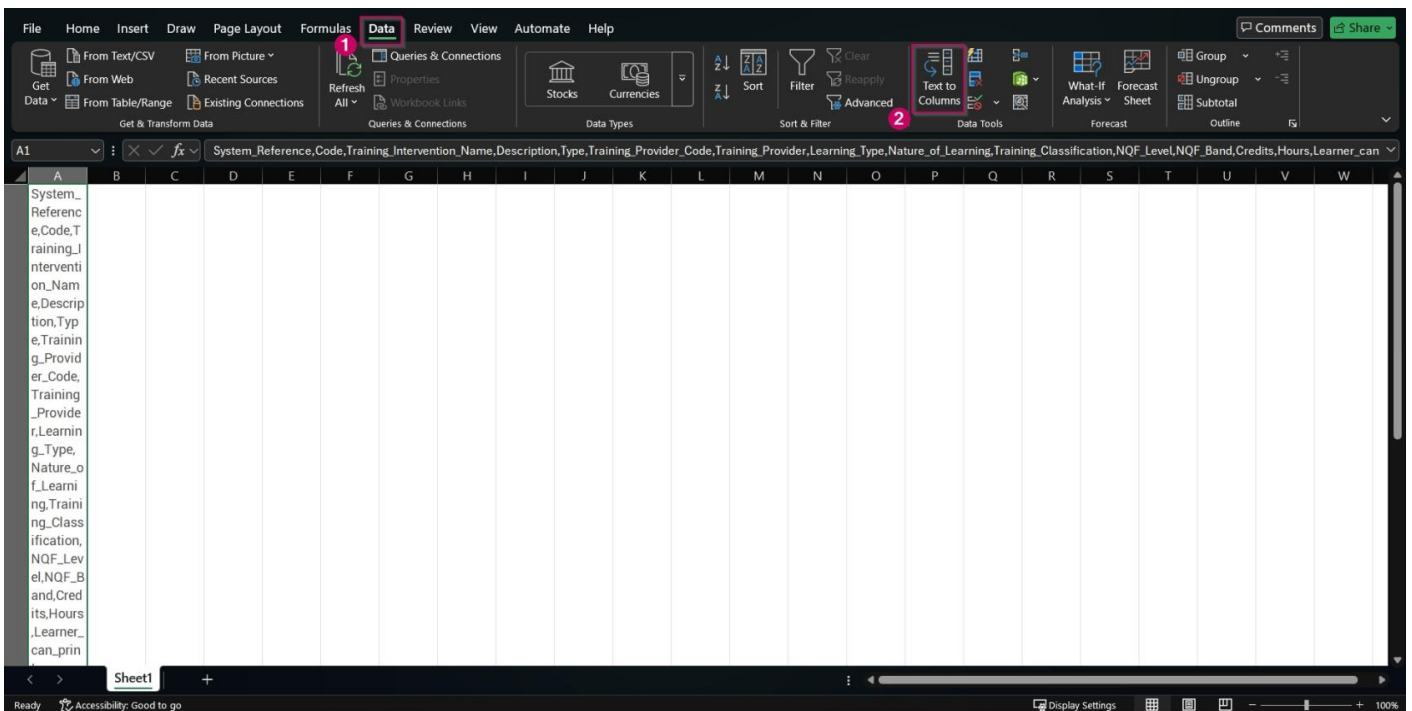 File Home Insert Draw Page Layout Formulas Data Review View Automate Help Comments Share
1
Get Data
From Text/CSV
From Web
From Table/Range
From Picture
Recent Sources
Existing Connections
Get & Transform Data
Refresh All
Queries & Connections
Properties
Workbook Links
Queries & Connections
Stocks
Currencies
Data Types
Sort
Filter
Clear
Reapply
Advanced
Sort & Filter
2
Text to Columns
Data Tools
What-If Analysis
Forecast Sheet
Forecast
Group
Ungroup
Subtotal
Outline
A1 fx System_Reference,Code,Training_Intervention_Name,Description,Type,Training_Provider_Code,Training_Provider,Learning_Type,Nature_of_Learning,Training_Classification,NQF_Level,NQF_Band,Credits,Hours,Learner_can
A B C D E F G H I J K L M N O P Q R S T U V W
System_
Referenc
e,Code,T
raining_I
nterventi
on_Nam
e,Descrip
tion,Typ
e,Trainin
g_Provid
er_Code,
Training
_Provide
r,Learnin
g_Type,
Nature_o
f_Learni
ng,Traini
ng_Class
ification,
NQF_Lev
el,NQF_B
and,Cred
its,Hours
,Learner_
can_prin
Sheet1
Ready Accessibility: Good to go Display Settings 100%